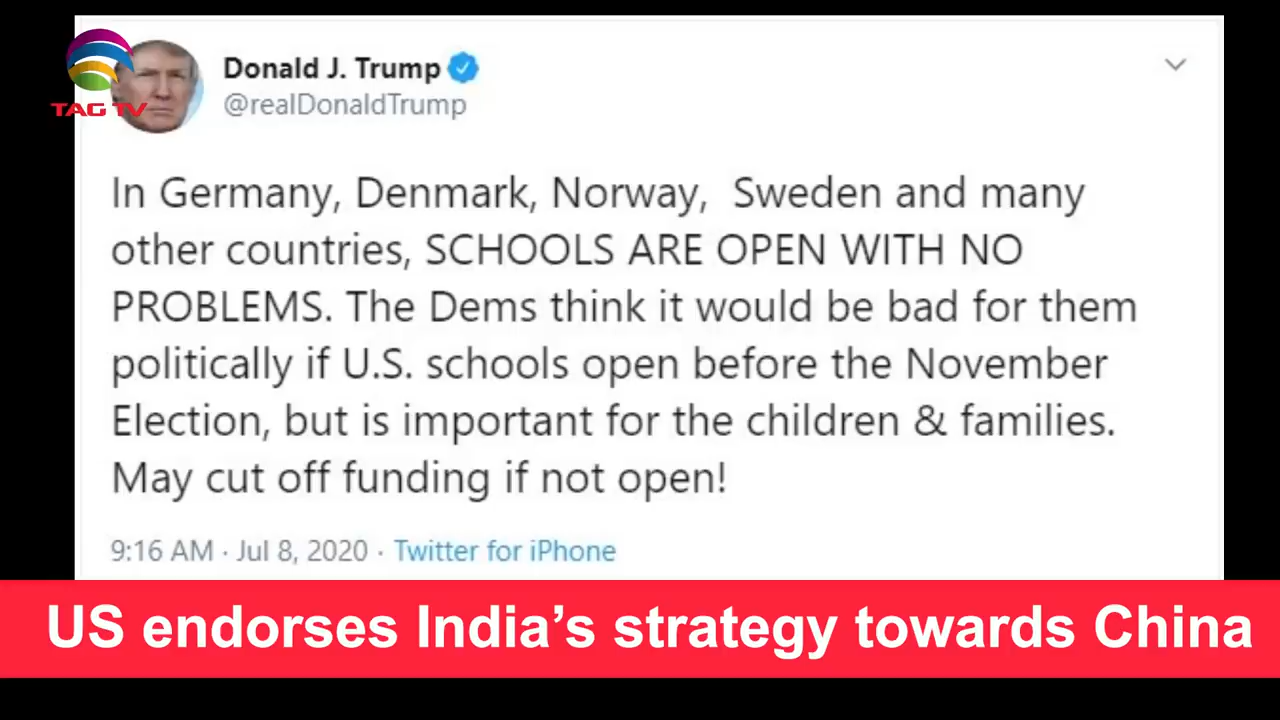 TAG TV
Donald J. Trump
@realDonaldTrump
In Germany, Denmark, Norway,  Sweden and many
other countries, SCHOOLS ARE OPEN WITH NO
PROBLEMS. The Dems think it would be bad for them
politically if U.S. schools open before the November
Election, but is important for the children & families.
May cut off funding if not open!
9:16 AM · Jul 8, 2020 · Twitter for iPhone
US endorses India’s strategy towards China